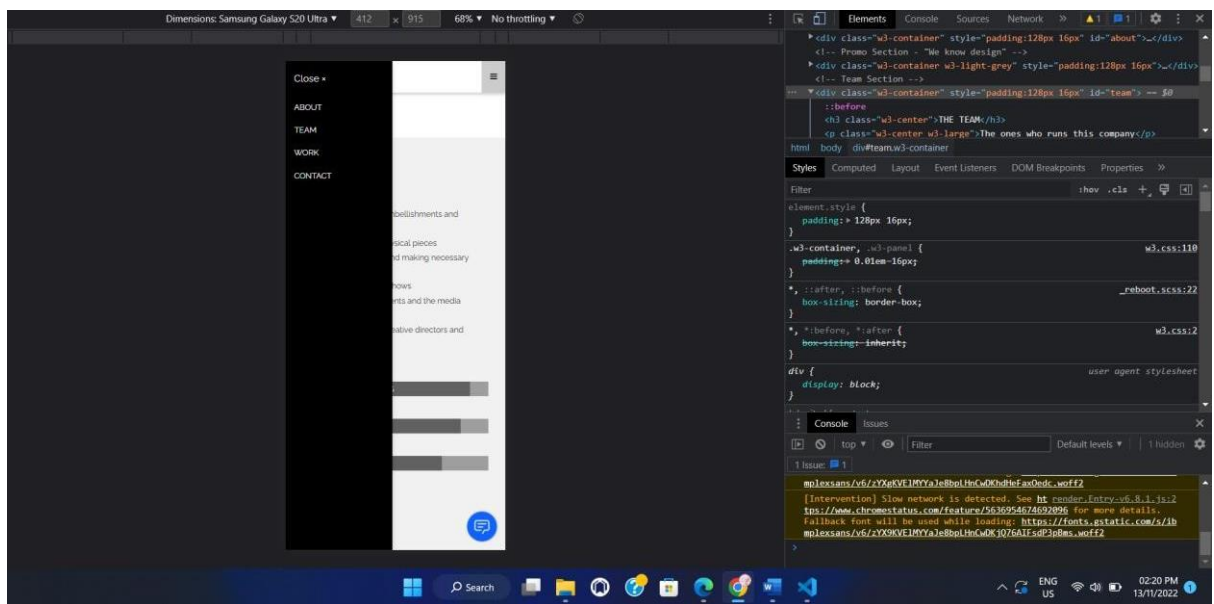 Dimensions: Samsung Galaxy S20 Ultra ▼ 412 × 915 68% ▼ No throttling ▼
Elements Console Sources Network » 1 1
Close ×
ABOUT
TEAM
WORK
CONTACT
≡
bellishments and
sical pieces
d making necessary
hows
nts and the media
eative directors and
<div class="w3-container" style="padding:128px 16px" id="about">…</div>
<!-- Promo Section - "We know design" -->
<div class="w3-container w3-light-grey" style="padding:128px 16px">…</div>
<!-- Team Section -->
<div class="w3-container" style="padding:128px 16px" id="team"> == $0
::before
<h3 class="w3-center">THE TEAM</h3>
<p class="w3-center w3-large">The ones who runs this company</p>
html body div#team.w3-container
Styles Computed Layout Event Listeners DOM Breakpoints Properties »
Filter :hov .cls +
element.style {
padding: 128px 16px;
}
.w3-container, .w3-panel { w3.css:110
padding: 0.01em 16px;
}
*, ::after, ::before { _reboot.scss:22
box-sizing: border-box;
}
*, *:before, *:after { w3.css:2
box-sizing: inherit;
}
div { user agent stylesheet
display: block;
}
Console Issues
top ▼ Filter Default levels ▼ 1 hidden
1 Issue: 1
[Intervention] Slow network is detected. See ht render.Entry-v6.8.1.js:2
tps://www.chromestatus.com/feature/5636954674692096 for more details.
Fallback font will be used while loading: https://fonts.gstatic.com/s/ib
Search
ENG
US
02:20 PM
13/11/2022
1